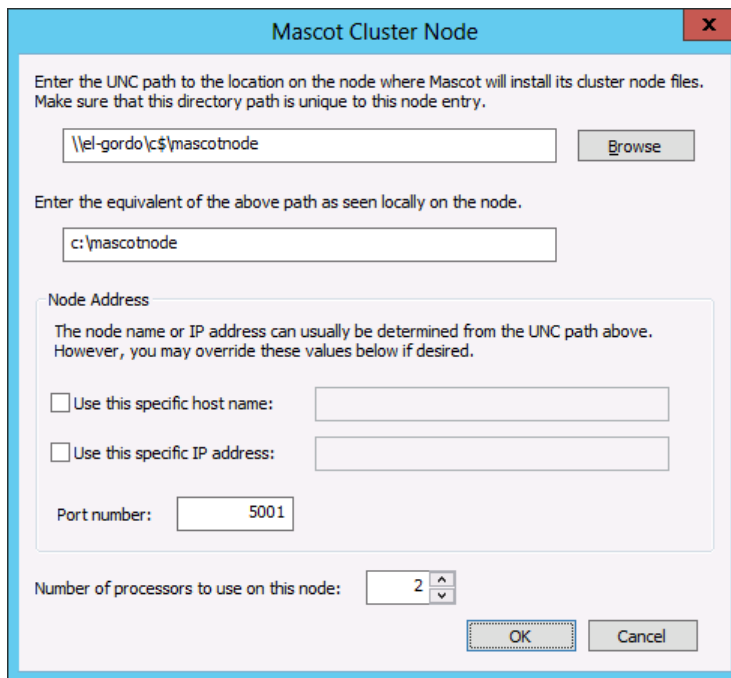 Mascot Cluster Node
x
Enter the UNC path to the location on the node where Mascot will install its cluster node files.
Make sure that this directory path is unique to this node entry.
\\el-gordo\c$\mascotnode
Browse
Enter the equivalent of the above path as seen locally on the node.
c:\mascotnode
Node Address
The node name or IP address can usually be determined from the UNC path above.
However, you may override these values below if desired.
Use this specific host name:
Use this specific IP address:
Port number: 5001
Number of processors to use on this node: 2
OK Cancel